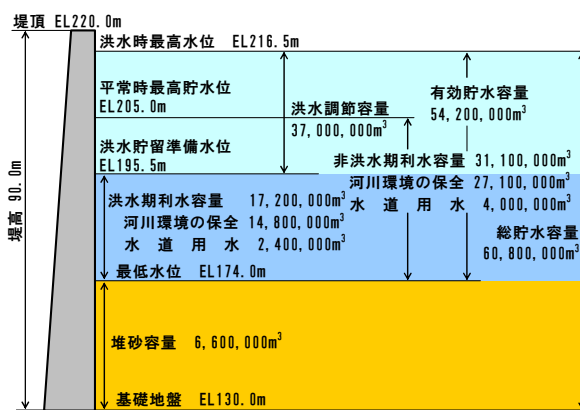 堤頂 EL220.0m
洪水時最高水位 EL216.5m
平常時最高貯水位
EL205.0m
洪水調節容量
37,000,000m³
有効貯水容量
54,200,000m³
洪水貯留準備水位
EL195.5m
非洪水期利水容量 31,100,000m³
河川環境の保全 27,100,000m³
水道用水 4,000,000m³
洪水期利水容量 17,200,000m³
河川環境の保全 14,800,000m³
水道用水 2,400,000m³
総貯水容量
60,800,000m³
最低水位 EL174.0m
堤高 90.0m
堆砂容量 6,600,000m³
基礎地盤 EL130.0m